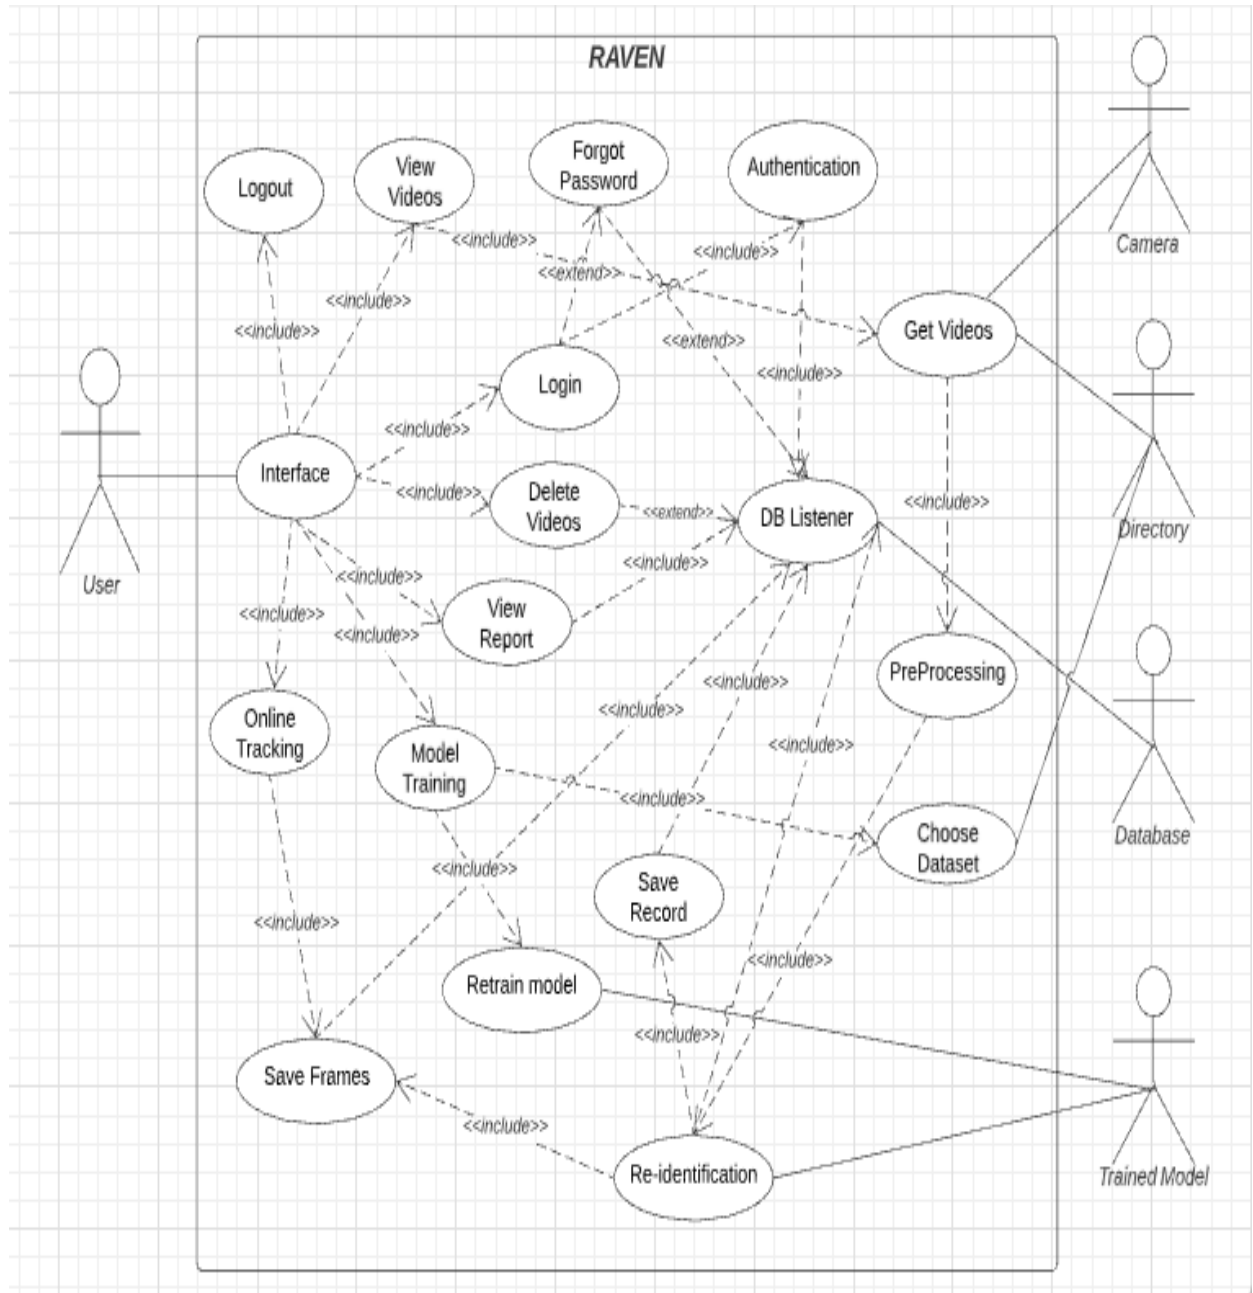 RAVEN
Forgot
Password
Authentication
View
Videos
Logout
<<include>>
<<include>>
Camera
<<extend>>
<<include>>
<<include>>
Get Videos
<<extend>>
<<include>>
Login
<<include>>
Interface
<<include>>
Delete
Videos
<<extend>>
DB Listener
<<include>>
Directory
User
<<include>>
<<include>>
View
Report
<<include>>
<<include>>
PreProcessing
<<include>>
<<include>>
Online
Tracking
Model
Training
<<include>>
<<include>>
Choose
Dataset
Database
<<include>>
Save
Record
<<include>>
<<include>>
Retrain model
<<include>>
Save Frames
<<include>>
Re-identification
Trained Model